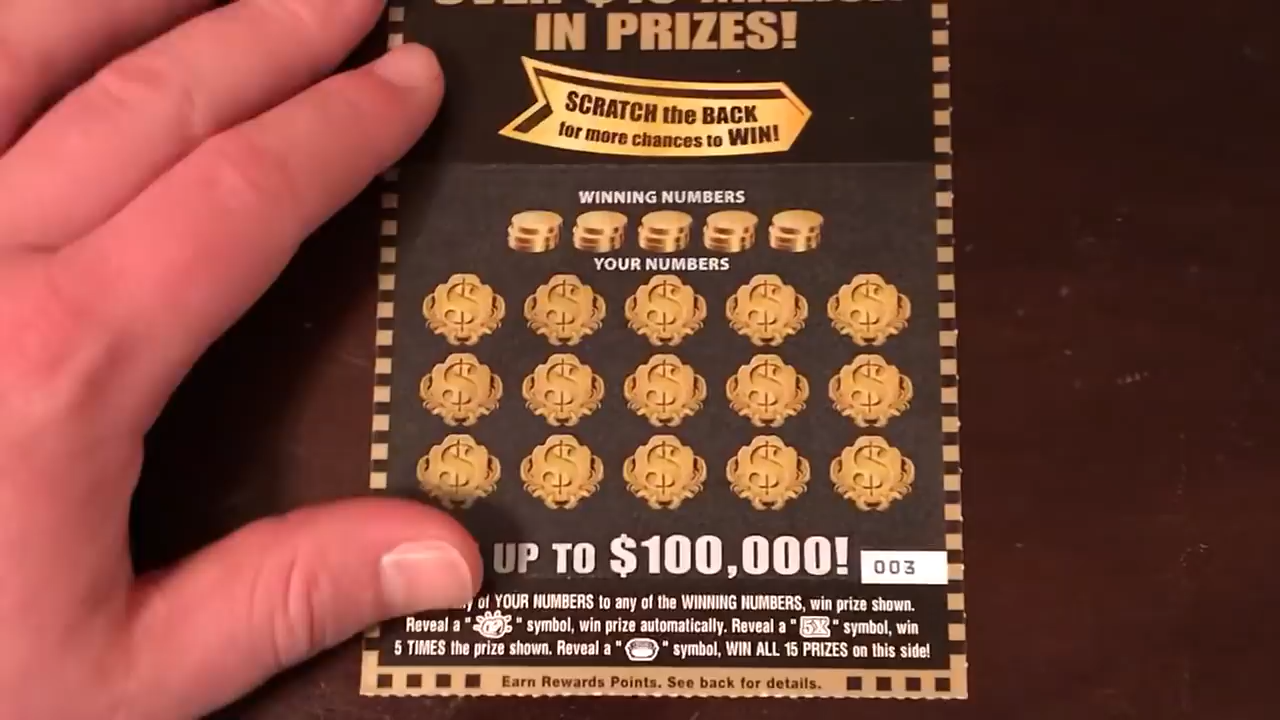 IN PRIZES!
SCRATCH the BACK
for more chances to WIN!
WINNING NUMBERS
YOUR NUMBERS
UP TO $100,000!
003
of YOUR NUMBERS to any of the WINNING NUMBERS, win prize shown.
Reveal a " " symbol, win prize automatically. Reveal a " 5X " symbol, win
5 TIMES the prize shown. Reveal a " " symbol, WIN ALL 15 PRIZES on this side!
Earn Rewards Points. See back for details.